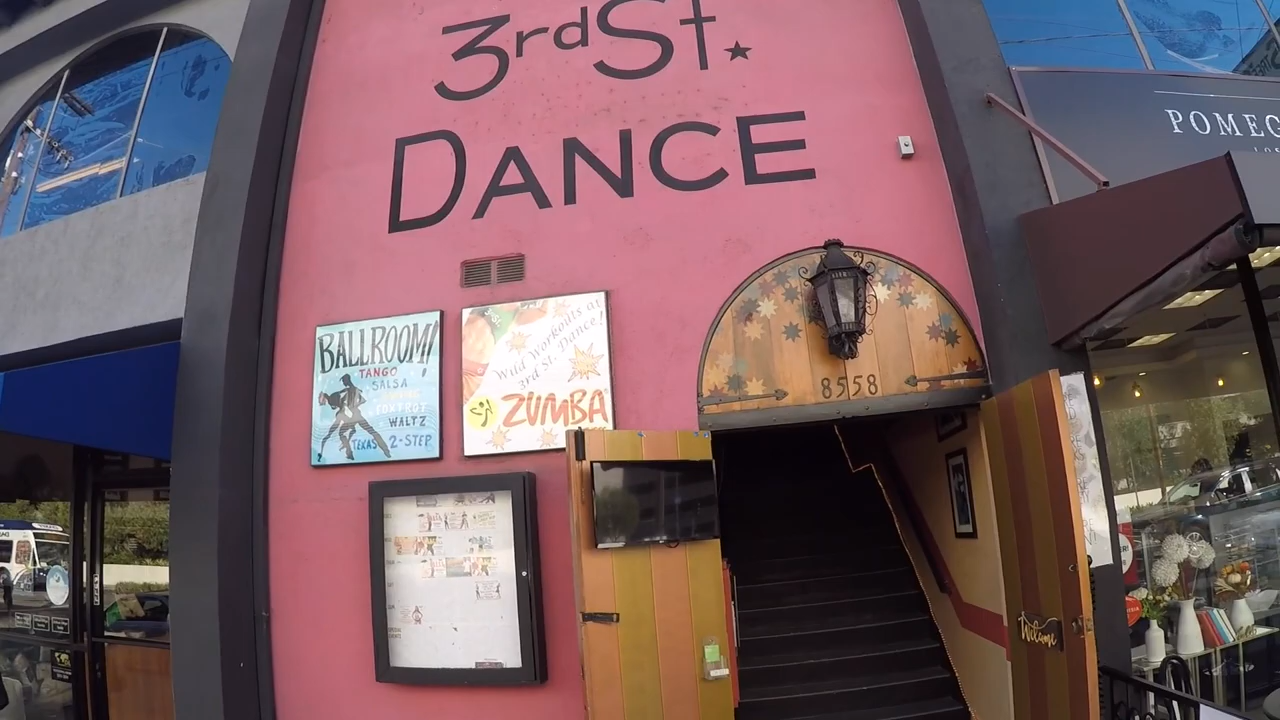 3rd St.
DANCE
POMEG
BALLROOM!
TANGO
SALSA
FOXTROT
WALTZ
TEXAS 2-STEP
Wild Workouts at
3rd St. Dance!
ZUMBA
8558
Welcome